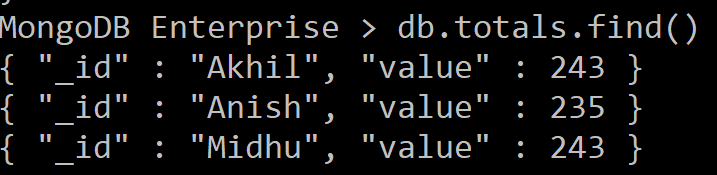 MongoDB Enterprise > db.totals.find()
{ "_id" : "Akhil", "value" : 243 }
{ "_id" : "Anish", "value" : 235 }
{ "_id" : "Midhu", "value" : 243 }